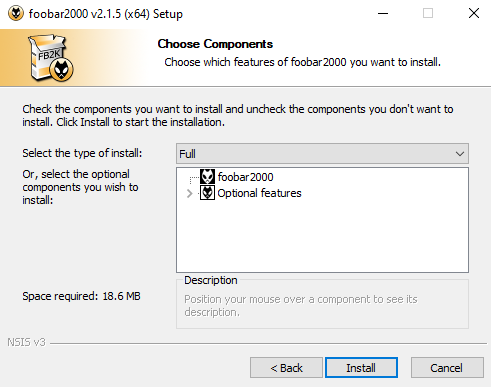 foobar2000 v2.1.5 (x64) Setup
FB2K
Choose Components
Choose which features of foobar2000 you want to install.
Check the components you want to install and uncheck the components you don't want to
install. Click Install to start the installation.
Select the type of install:
Full
Or, select the optional
components you wish to
install:
foobar2000
Optional features
Description
Position your mouse over a component to see its
description.
Space required: 18.6 MB
NSIS v3
< Back
Install
Cancel